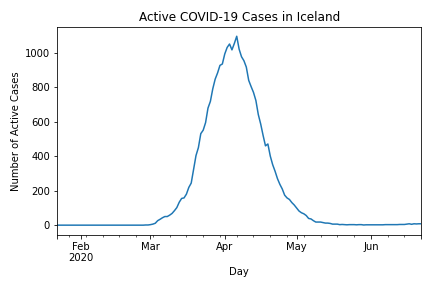 Active COVID-19 Cases in Iceland
Number of Active Cases
1000
800
600
400
200
0
Feb Mar Apr May Jun
2020
Day